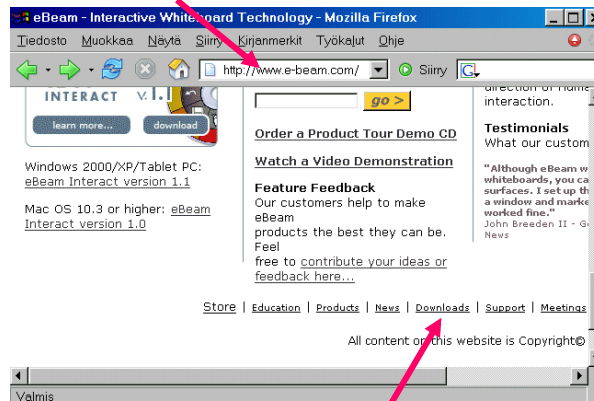 eBeam - Interactive Whiteboard Technology - Mozilla Firefox
Tiedosto Muokkaa Näytä Siirry Kirjanmerkit Työkalut Ohje
http://www.e-beam.com/ Siirry G
INTERACT v.1.1
learn more... download
Windows 2000/XP/Tablet PC:
eBeam Interact version 1.1
Mac OS 10.3 or higher: eBeam
Interact version 1.0
go >
Order a Product Tour Demo CD
Watch a Video Demonstration
Feature Feedback
Our customers help to make
eBeam
products the best they can be.
Feel
free to contribute your ideas or
feedback here...
interaction.
Testimonials
What our custom
"Although eBeam w
whiteboards, you ca
surfaces. I set up th
a window and marke
worked fine."
John Breeden II - G
News
Store | Education | Products | News | Downloads | Support | Meetings
All content on this website is Copyright©
Valmis